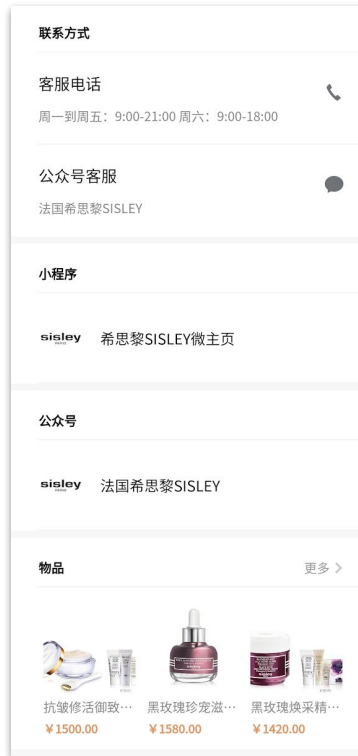 联系方式
客服电话
周一到周五：9:00-21:00 周六：9:00-18:00
公众号客服
法国希思黎SISLEY
小程序
sisley 希思黎SISLEY微主页
公众号
sisley 法国希思黎SISLEY
物品 更多
抗皱修活御致… 黑玫瑰珍宠滋… 黑玫瑰焕采精…
￥1500.00 ￥1580.00 ￥1420.00